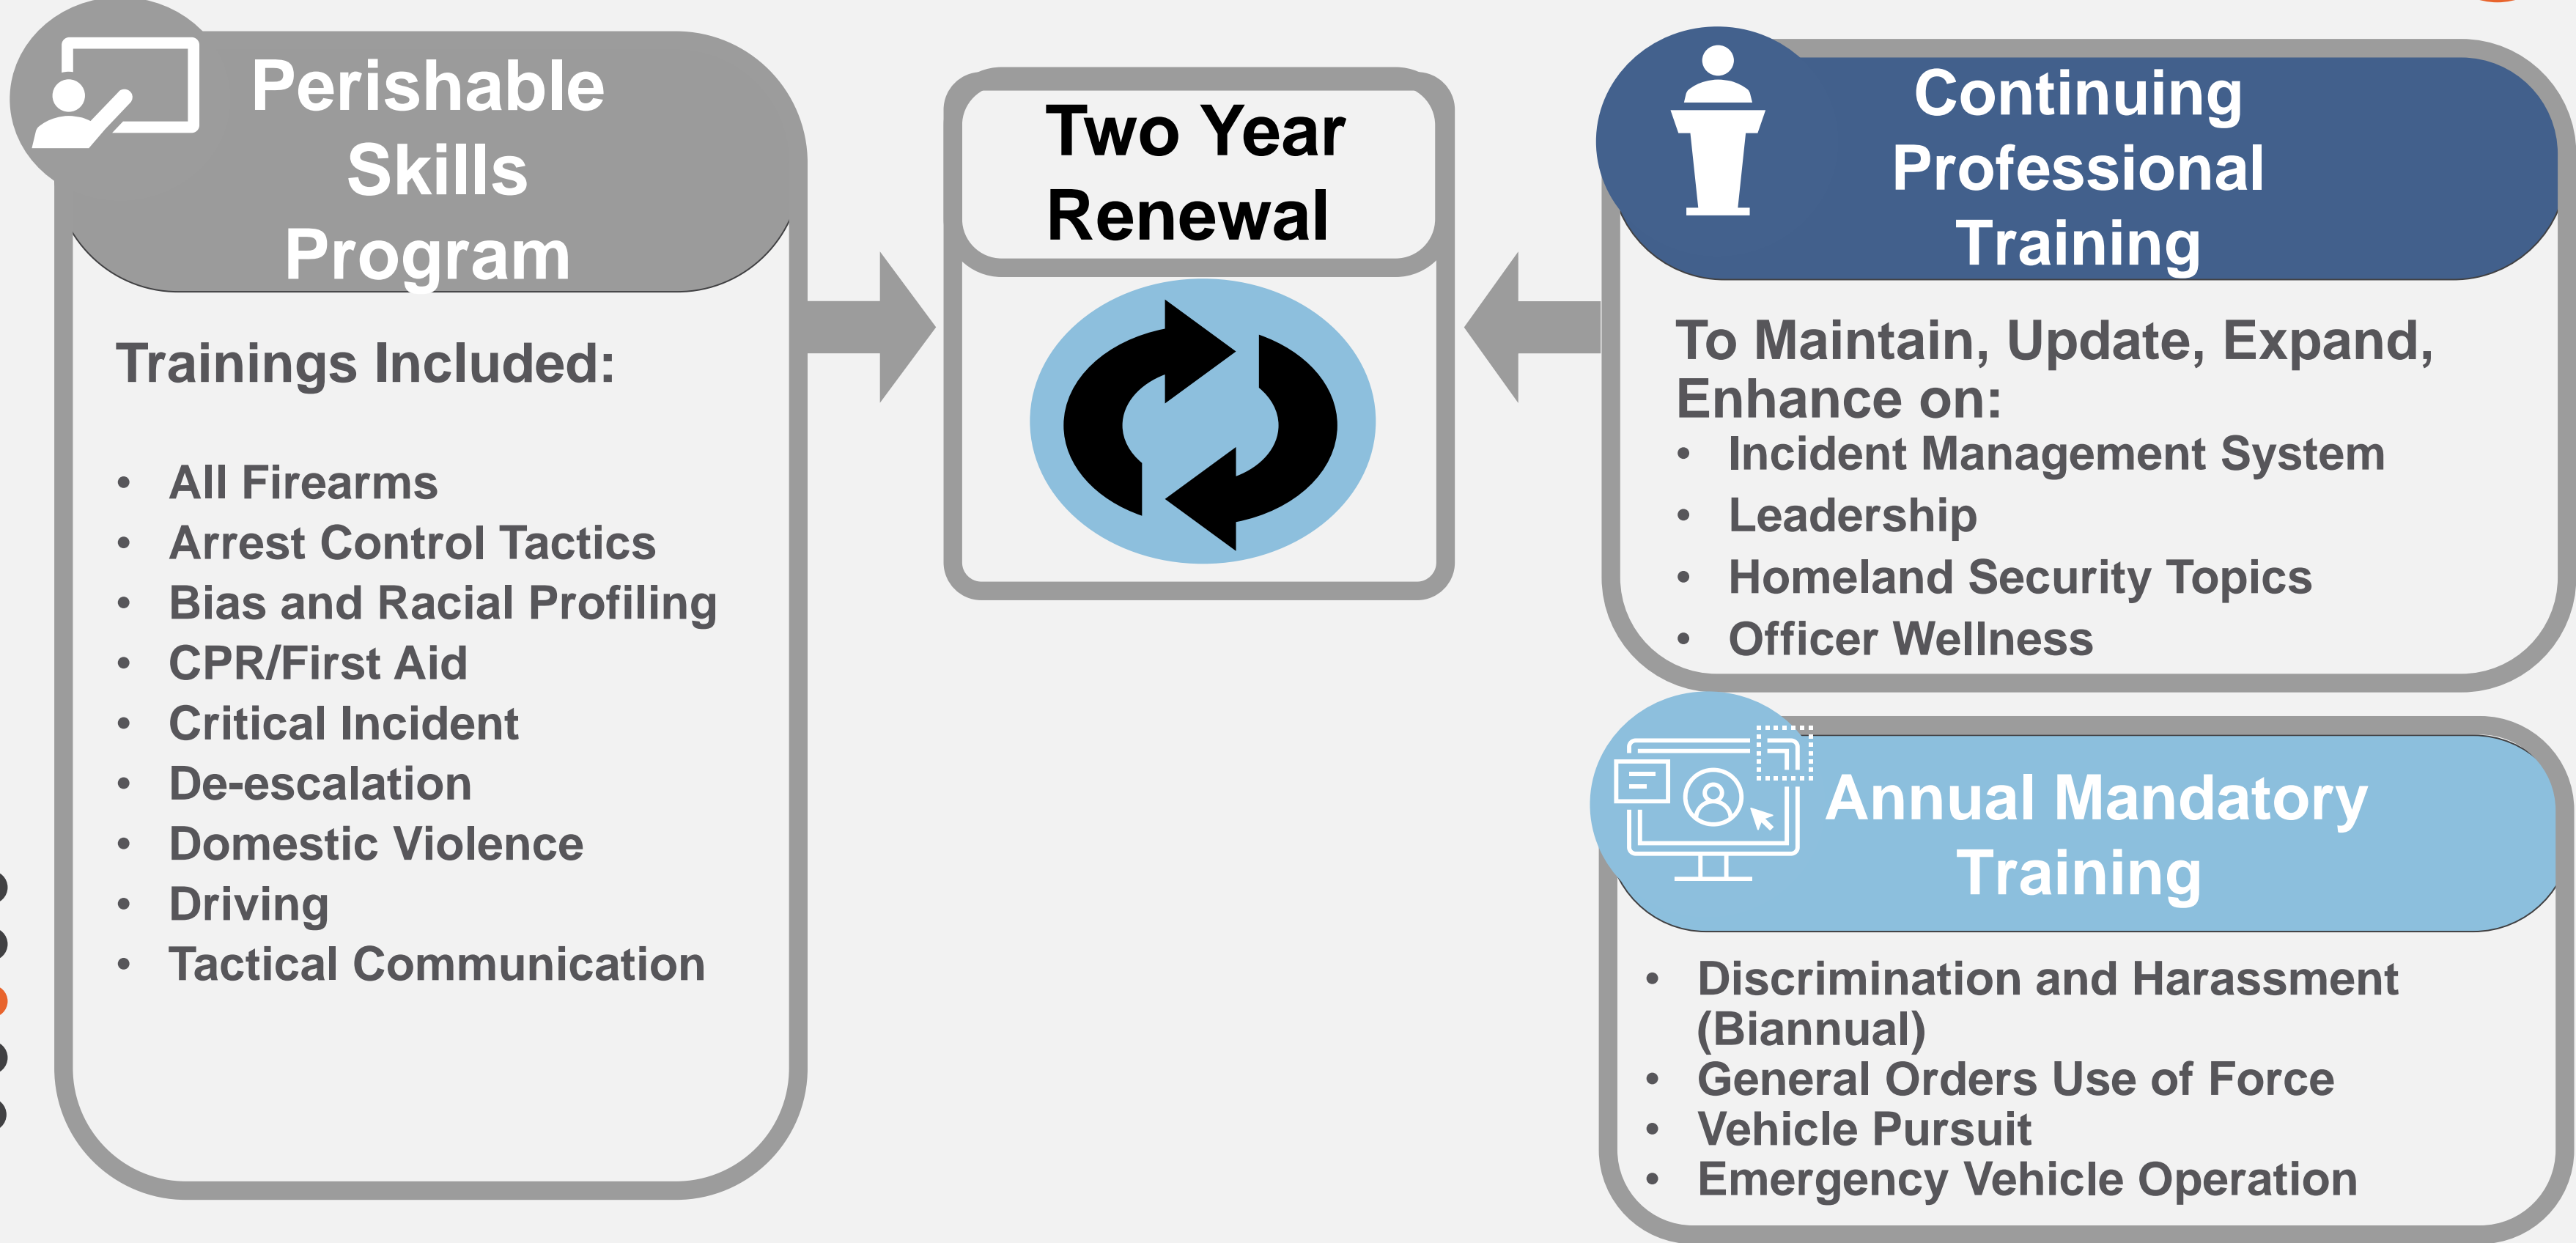 Perishable
Skills
Program
Trainings Included:
• All Firearms
• Arrest Control Tactics
• Bias and Racial Profiling
• CPR/First Aid
• Critical Incident
• De-escalation
• Domestic Violence
• Driving
• Tactical Communication
Two Year
Renewal
Continuing
Professional
Training
To Maintain, Update, Expand,
Enhance on:
• Incident Management System
• Leadership
• Homeland Security Topics
• Officer Wellness
Annual Mandatory
Training
• Discrimination and Harassment
(Biannual)
• General Orders Use of Force
• Vehicle Pursuit
• Emergency Vehicle Operation